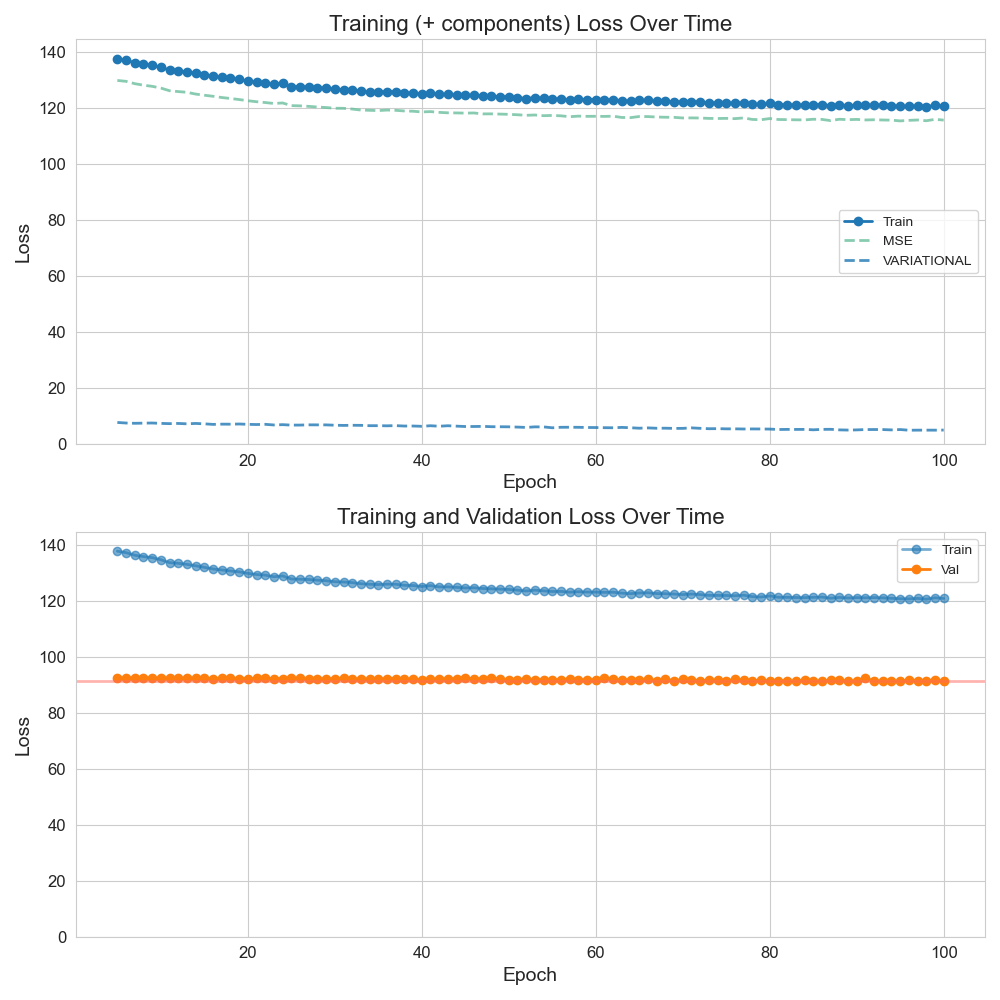 Training (+ components) Loss Over Time
140
120
100
80
60
40
20
0
Loss
Train
MSE
VARIATIONAL
20 40 60 80 100
Epoch
Training and Validation Loss Over Time
140
120
100
80
60
40
20
0
Loss
Train
Val
20 40 60 80 100
Epoch